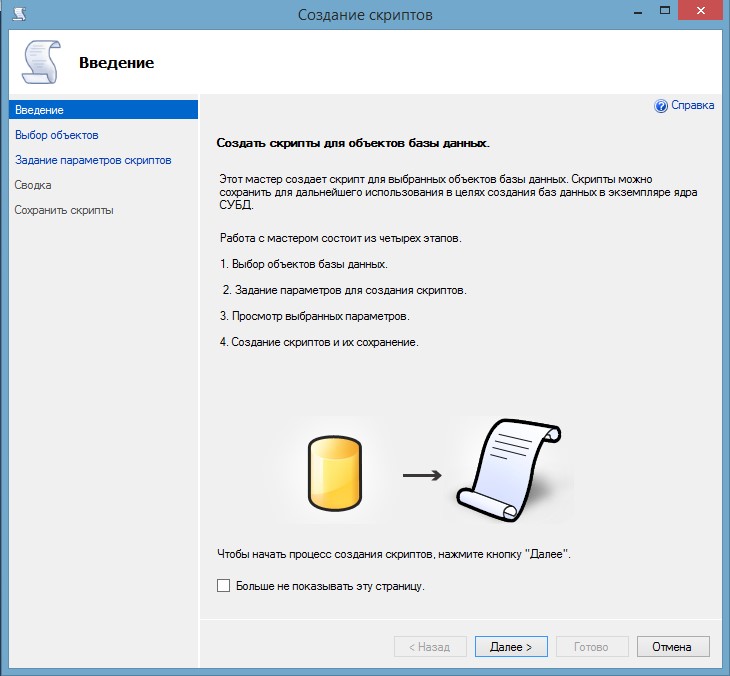 Создание скриптов
Введение
Введение
Выбор объектов
Задание параметров скриптов
Сводка
Сохранить скрипты
Справка
Создать скрипты для объектов базы данных.
Этот мастер создает скрипт для выбранных объектов базы данных. Скрипты можно
сохранить для дальнейшего использования в целях создания баз данных в экземпляре ядра
СУБД.
Работа с мастером состоит из четырех этапов.
1. Выбор объектов базы данных.
2. Задание параметров для создания скриптов.
3. Просмотр выбранных параметров.
4. Создание скриптов и их сохранение.
Чтобы начать процесс создания скриптов, нажмите кнопку "Далее".
Больше не показывать эту страницу.
< Назад
Далее >
Готово
Отмена